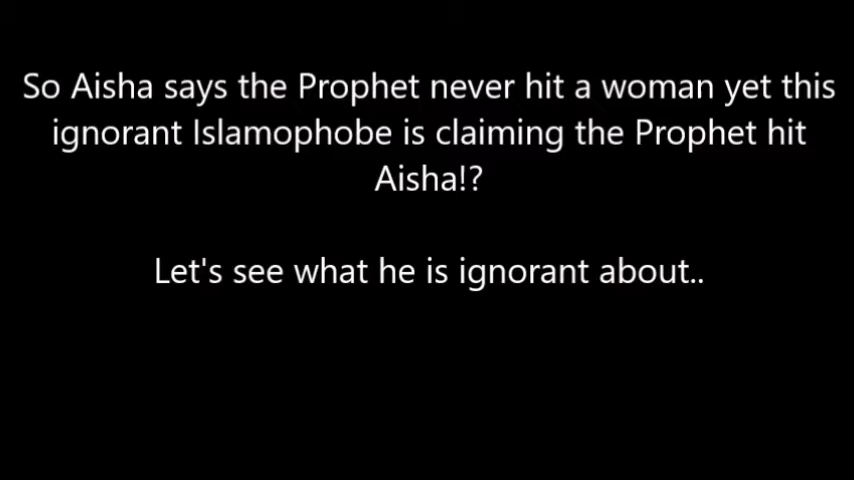 So Aisha says the Prophet never hit a woman yet this
ignorant Islamophobe is claiming the Prophet hit
Aisha!?
Let's see what he is ignorant about..